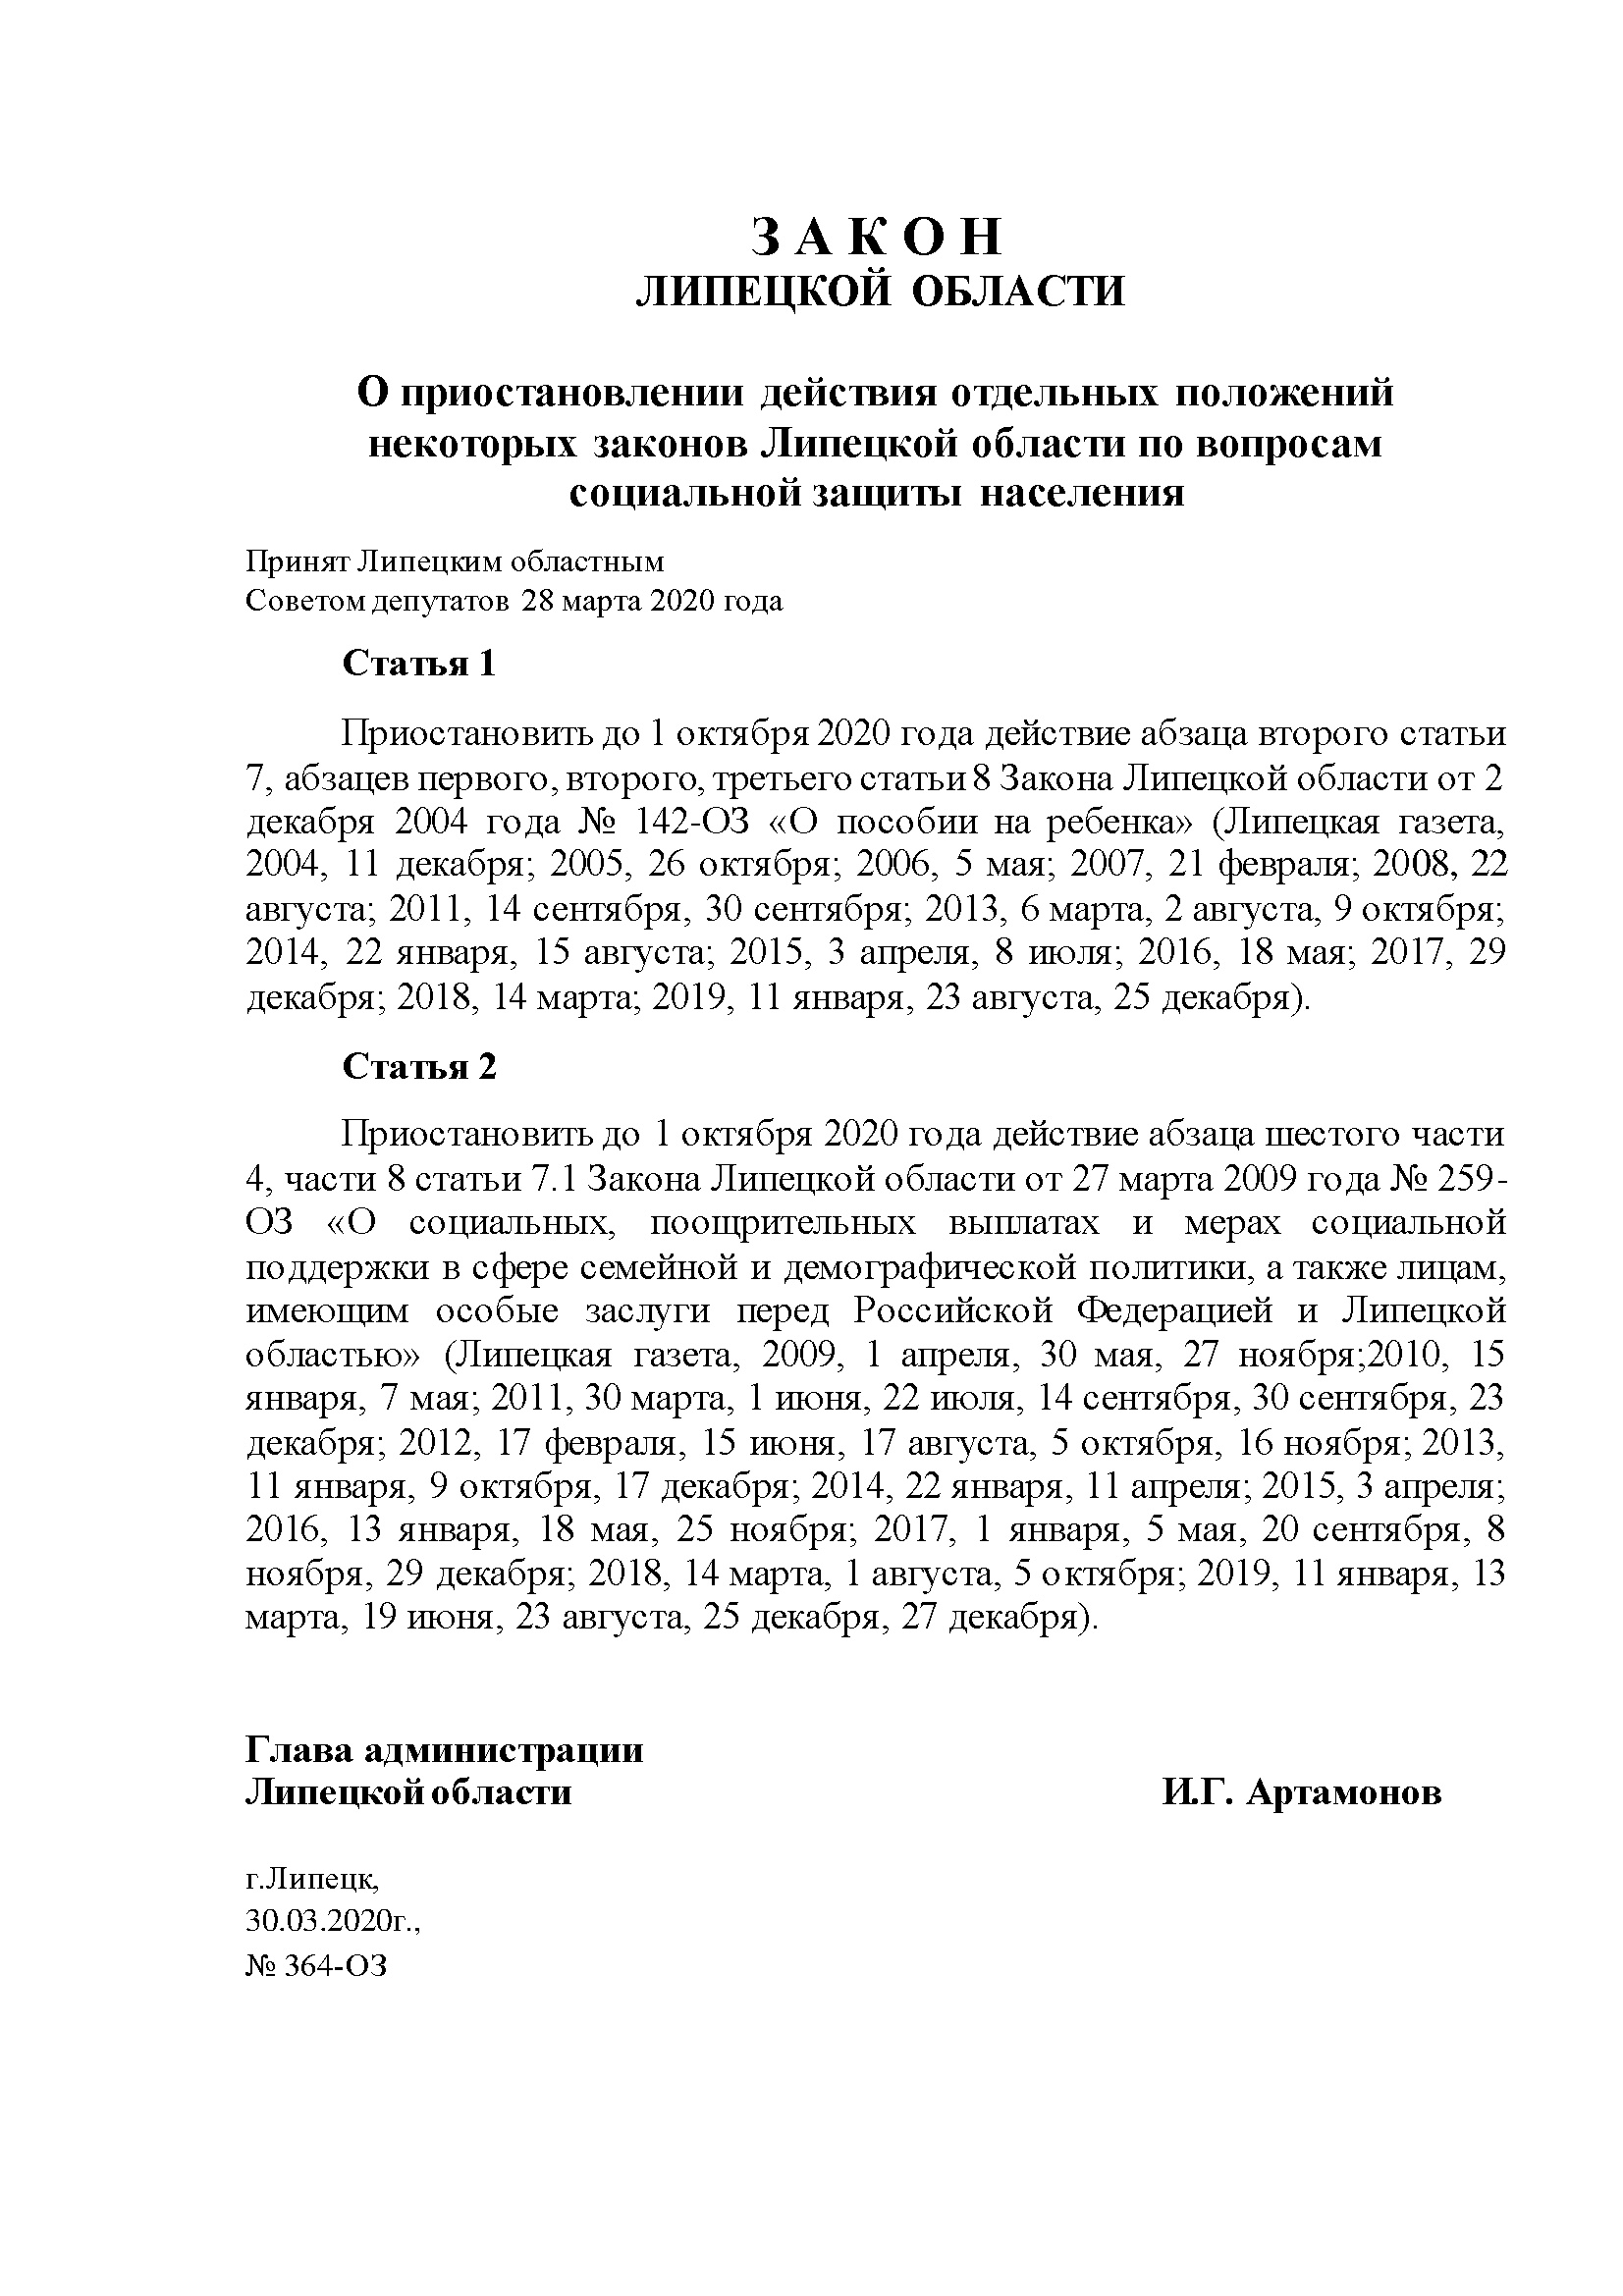 З А К О Н
ЛИПЕЦКОЙ ОБЛАСТИ
О приостановлении действия отдельных положений
некоторых законов Липецкой области по вопросам
социальной защиты населения
Принят Липецким областным
Советом депутатов 28 марта 2020 года
Статья 1
Приостановить до 1 октября 2020 года действие абзаца второго статьи
7, абзацев первого, второго, третьего статьи 8 Закона Липецкой области от 2
декабря 2004 года № 142-ОЗ «О пособии на ребенка» (Липецкая газета,
2004, 11 декабря; 2005, 26 октября; 2006, 5 мая; 2007, 21 февраля; 2008, 22
августа; 2011, 14 сентября, 30 сентября; 2013, 6 марта, 2 августа, 9 октября;
2014, 22 января, 15 августа; 2015, 3 апреля, 8 июля; 2016, 18 мая; 2017, 29
декабря; 2018, 14 марта; 2019, 11 января, 23 августа, 25 декабря).
Статья 2
Приостановить до 1 октября 2020 года действие абзаца шестого части
4, части 8 статьи 7.1 Закона Липецкой области от 27 марта 2009 года № 259-
ОЗ «О социальных, поощрительных выплатах и мерах социальной
поддержки в сфере семейной и демографической политики, а также лицам,
имеющим особые заслуги перед Российской Федерацией и Липецкой
областью» (Липецкая газета, 2009, 1 апреля, 30 мая, 27 ноября;2010, 15
января, 7 мая; 2011, 30 марта, 1 июня, 22 июля, 14 сентября, 30 сентября, 23
декабря; 2012, 17 февраля, 15 июня, 17 августа, 5 октября, 16 ноября; 2013,
11 января, 9 октября, 17 декабря; 2014, 22 января, 11 апреля; 2015, 3 апреля;
2016, 13 января, 18 мая, 25 ноября; 2017, 1 января, 5 мая, 20 сентября, 8
ноября, 29 декабря; 2018, 14 марта, 1 августа, 5 октября; 2019, 11 января, 13
марта, 19 июня, 23 августа, 25 декабря, 27 декабря).
Глава администрации
Липецкой области И.Г. Артамонов
г.Липецк,
30.03.2020г.,
№ 364-ОЗ